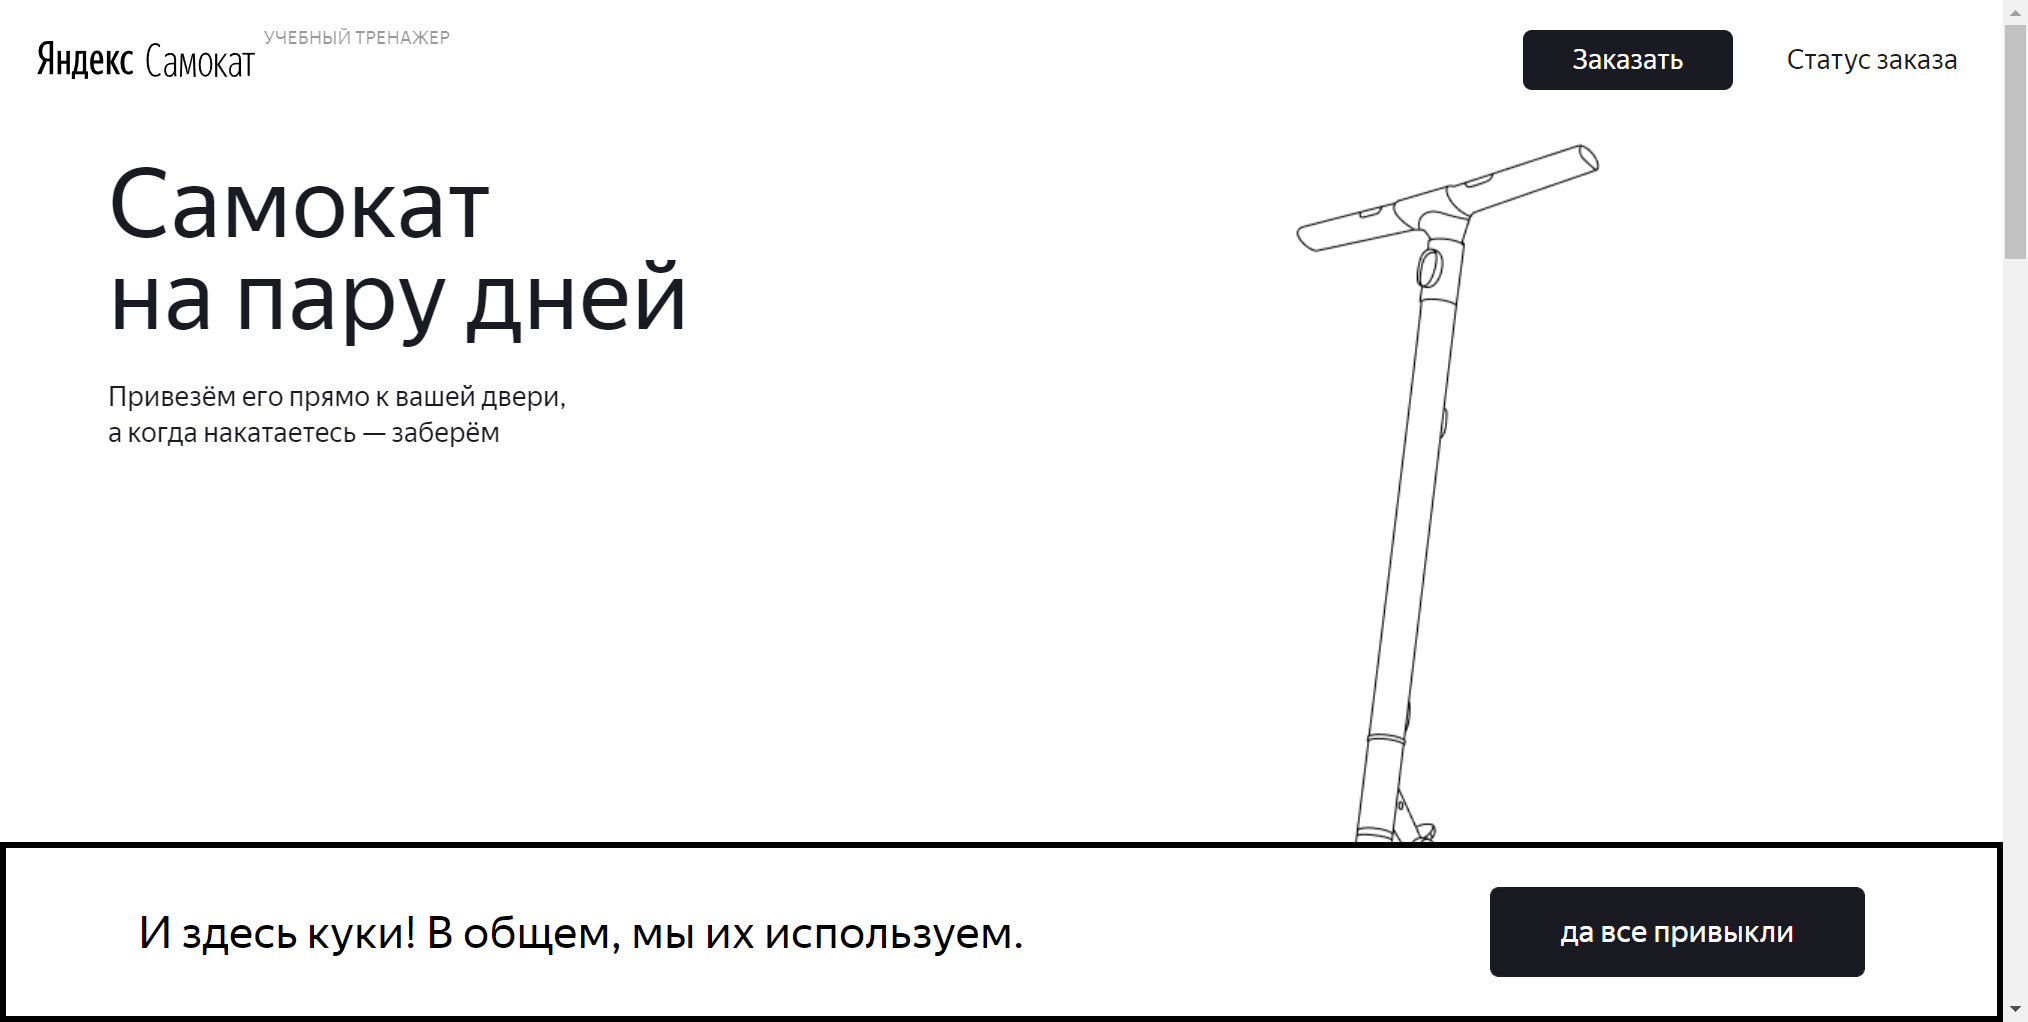 Яндекс Самокат
УЧЕБНЫЙ ТРЕНАЖЕР
Заказать
Статус заказа
Самокат
на пару дней
Привезём его прямо к вашей двери,
а когда накатаетесь — заберём
И здесь куки! В общем, мы их используем.
да все привыкли